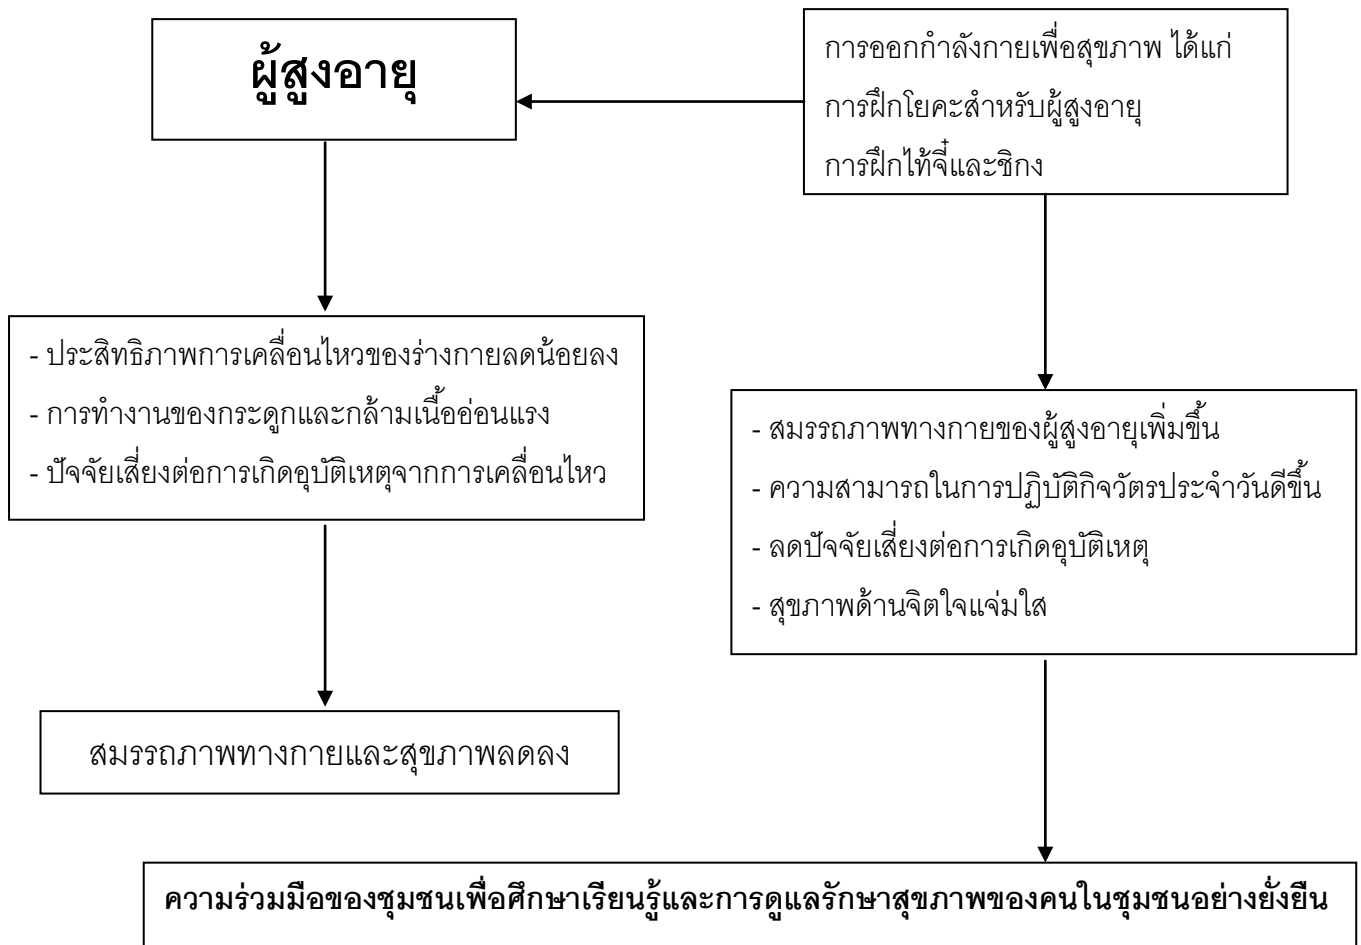 ผู้สูงอายุ
การออกกำลังกายเพื่อสุขภาพ ได้แก่
การฝึกโยคะสำหรับผู้สูงอายุ
การฝึกไท้จี๋และชิกง
- ประสิทธิภาพการเคลื่อนไหวของร่างกายลดน้อยลง
- การทำงานของกระดูกและกล้ามเนื้ออ่อนแรง
- ปัจจัยเสี่ยงต่อการเกิดอุบัติเหตุจากการเคลื่อนไหว
- สมรรถภาพทางกายของผู้สูงอายุเพิ่มขึ้น
- ความสามารถในการปฏิบัติกิจวัตรประจำวันดีขึ้น
- ลดปัจจัยเสี่ยงต่อการเกิดอุบัติเหตุ
- สุขภาพด้านจิตใจแจ่มใส
สมรรถภาพทางกายและสุขภาพลดลง
ความร่วมมือของชุมชนเพื่อศึกษาเรียนรู้และการดูแลรักษาสุขภาพของคนในชุมชนอย่างยั่งยืน